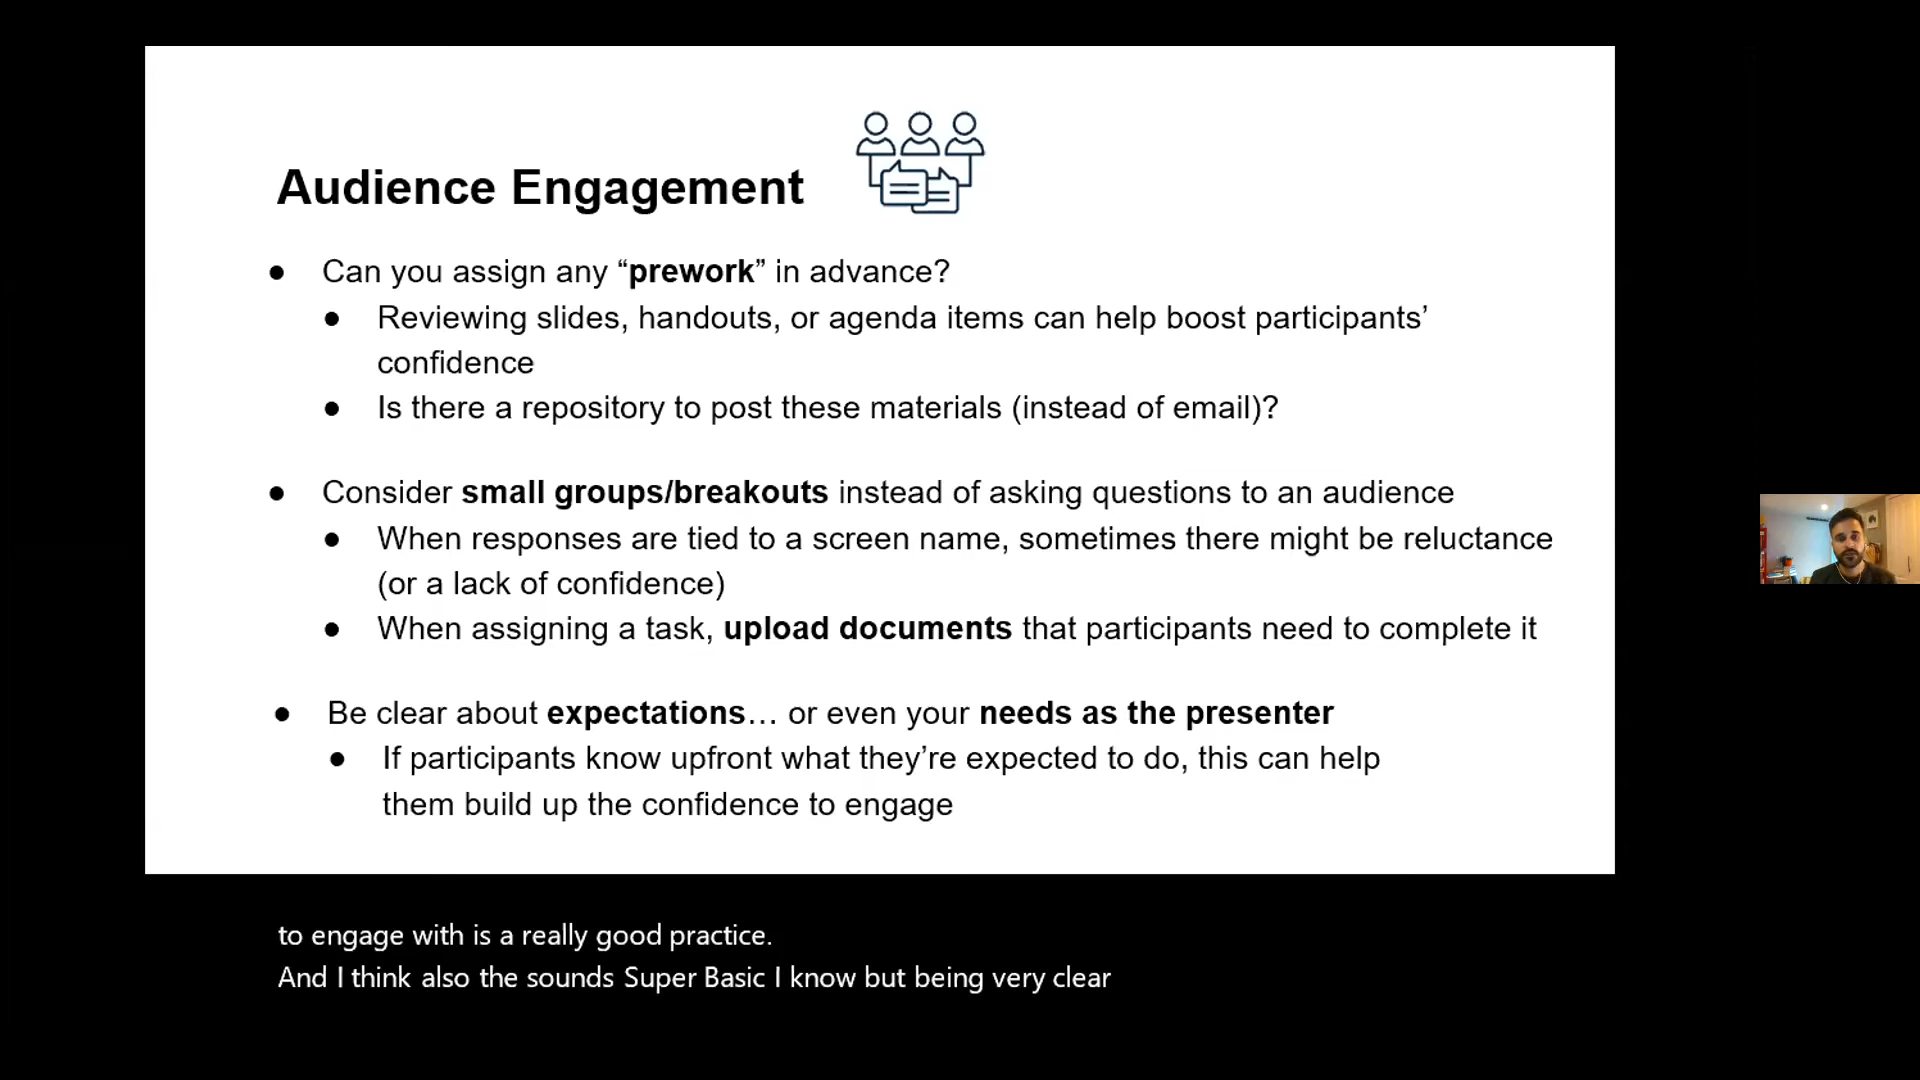 Audience Engagement
● Can you assign any “prework” in advance?
● Reviewing slides, handouts, or agenda items can help boost participants’
confidence
● Is there a repository to post these materials (instead of email)?
● Consider small groups/breakouts instead of asking questions to an audience
● When responses are tied to a screen name, sometimes there might be reluctance
(or a lack of confidence)
● When assigning a task, upload documents that participants need to complete it
● Be clear about expectations… or even your needs as the presenter
● If participants know upfront what they’re expected to do, this can help
them build up the confidence to engage
to engage with is a really good practice.
And I think also the sounds Super Basic I know but being very clear